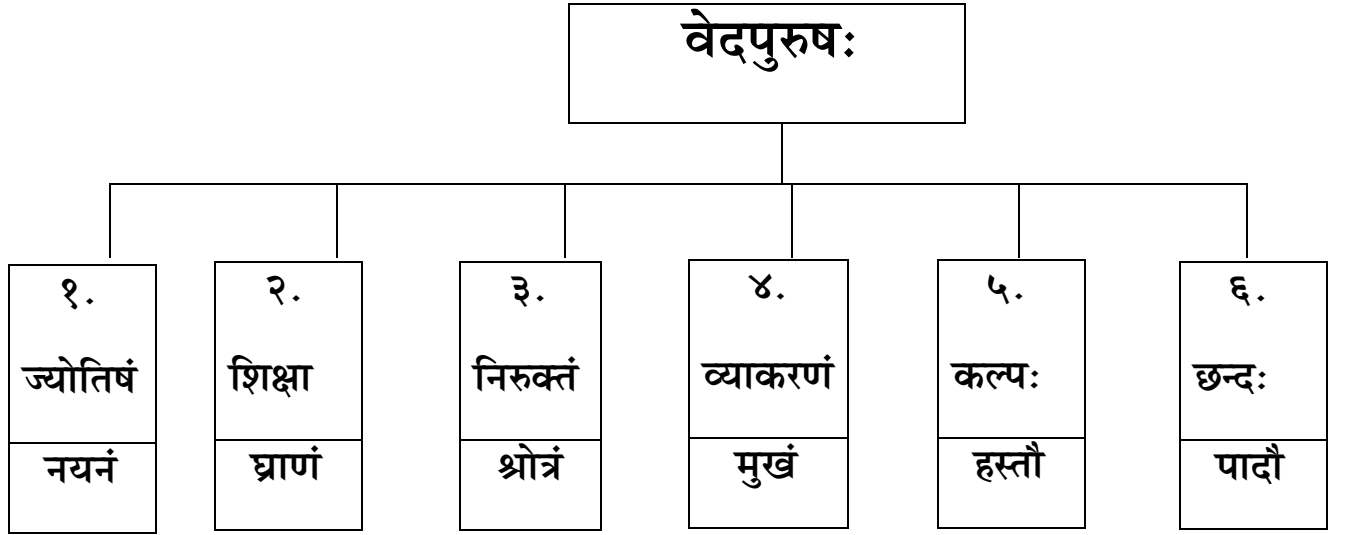 वेदपुरुषः
१.
ज्योतिषं
नयनं
२.
शिक्षा
घ्राणं
३.
निरुक्तं
श्रोत्रं
४.
व्याकरणं
मुखं
५.
कल्पः
हस्तौ
६.
छन्दः
पादौ